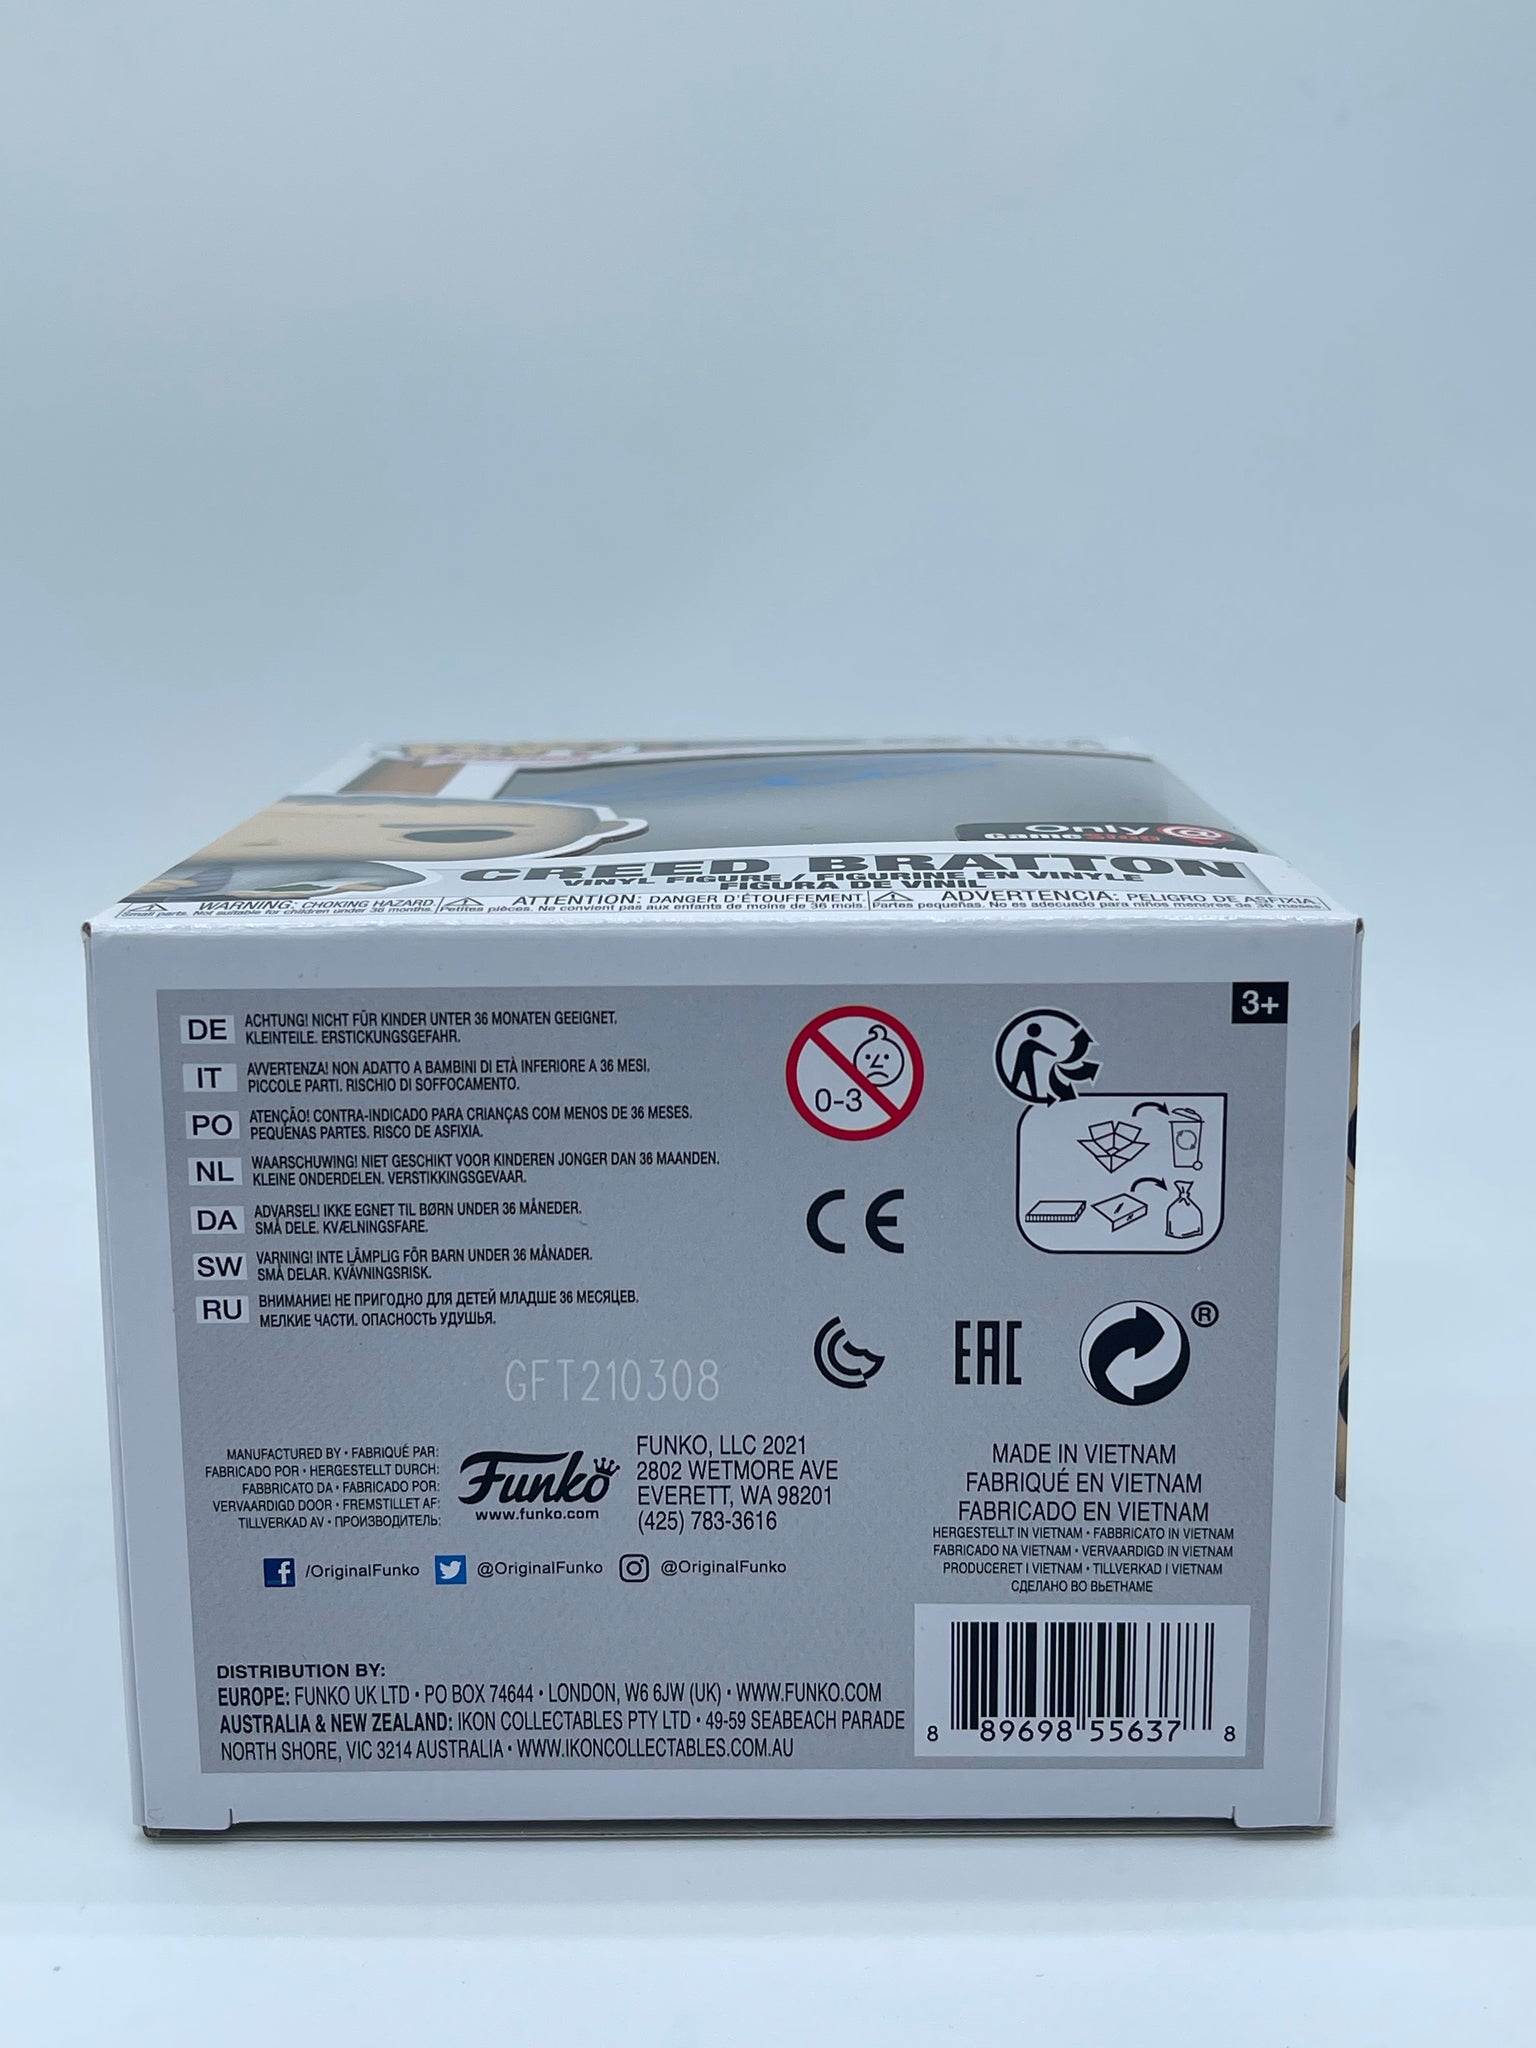 Only @
GameStop
CREED BRATTON
VINYL FIGURE / FIGURINE EN VINYLE
FIGURA DE VINIL
WARNING: CHOKING HAZARD.
Small parts. Not suitable for children under 36 months.
ATTENTION: DANGER D'ÉTOUFFEMENT.
Petites pièces. Ne convient pas aux enfants de moins de 36 mois.
ADVERTENCIA: PELIGRO DE ASFIXIA
Partes pequeñas. No es adecuado para niños menores de 36 meses.
3+
DE ACHTUNG! NICHT FÜR KINDER UNTER 36 MONATEN GEEIGNET.
KLEINTEILE. ERSTICKUNGSGEFAHR.
IT AVVERTENZA! NON ADATTO A BAMBINI DI ETÀ INFERIORE A 36 MESI.
PICCOLE PARTI. RISCHIO DI SOFFOCAMENTO.
PO ATENÇÃO! CONTRA-INDICADO PARA CRIANÇAS COM MENOS DE 36 MESES.
PEQUENAS PARTES. RISCO DE ASFIXIA.
NL WAARSCHUWING! NIET GESCHIKT VOOR KINDEREN JONGER DAN 36 MAANDEN.
KLEINE ONDERDELEN. VERSTIKKINGSGEVAAR.
DA ADVARSEL! IKKE EGNET TIL BØRN UNDER 36 MÅNEDER.
SMÅ DELE. KVÆLNINGSFARE.
SW VARNING! INTE LÄMPLIG FÖR BARN UNDER 36 MÅNADER.
SMÅ DELAR. KVÄVNINGSRISK.
RU ВНИМАНИЕ! НЕ ПРИГОДНО ДЛЯ ДЕТЕЙ МЛАДШЕ 36 МЕСЯЦЕВ.
МЕЛКИЕ ЧАСТИ. ОПАСНОСТЬ УДУШЬЯ.
0-3
CE
EAC
®
GFT210308
MANUFACTURED BY • FABRIQUÉ PAR:
FABRICADO POR • HERGESTELLT DURCH:
FABBRICATO DA • FABRICADO POR:
VERVAARDIGD DOOR • FREMSTILLET AF:
TILLVERKAD AV • ПРОИЗВОДИТЕЛЬ:
Funko
www.funko.com
FUNKO, LLC 2021
2802 WETMORE AVE
EVERETT, WA 98201
(425) 783-3616
MADE IN VIETNAM
FABRIQUÉ EN VIETNAM
FABRICADO EN VIETNAM
HERGESTELLT IN VIETNAM • FABBRICATO IN VIETNAM
FABRICADO NA VIETNAM • VERVAARDIGD IN VIETNAM
PRODUCERET I VIETNAM • TILLVERKAD I VIETNAM
СДЕЛАНО ВО ВЬЕТНАМЕ
/OriginalFunko @OriginalFunko @OriginalFunko
DISTRIBUTION BY:
EUROPE: FUNKO UK LTD • PO BOX 74644 • LONDON, W6 6JW (UK) • WWW.FUNKO.COM
AUSTRALIA & NEW ZEALAND: IKON COLLECTABLES PTY LTD • 49-59 SEABEACH PARADE
NORTH SHORE, VIC 3214 AUSTRALIA • WWW.IKONCOLLECTABLES.COM.AU
8 89698 55637 8